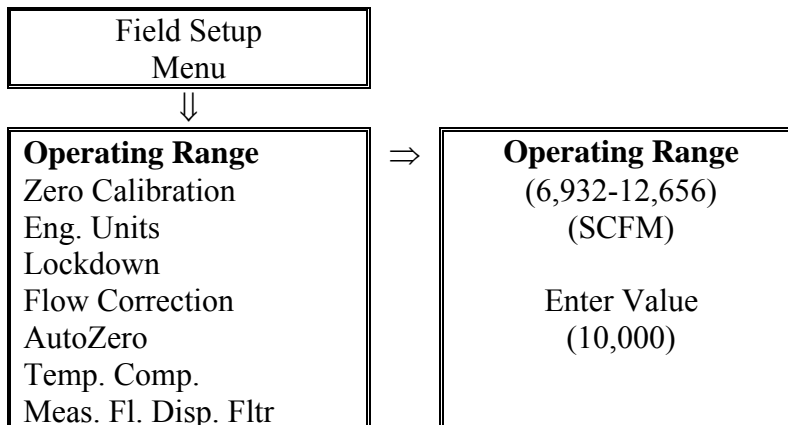 Field Setup
Menu
⇓
Operating Range
Zero Calibration
Eng. Units
Lockdown
Flow Correction
AutoZero
Temp. Comp.
Meas. Fl. Disp. Fltr
⇒
Operating Range
(6,932-12,656)
(SCFM)
Enter Value
(10,000)